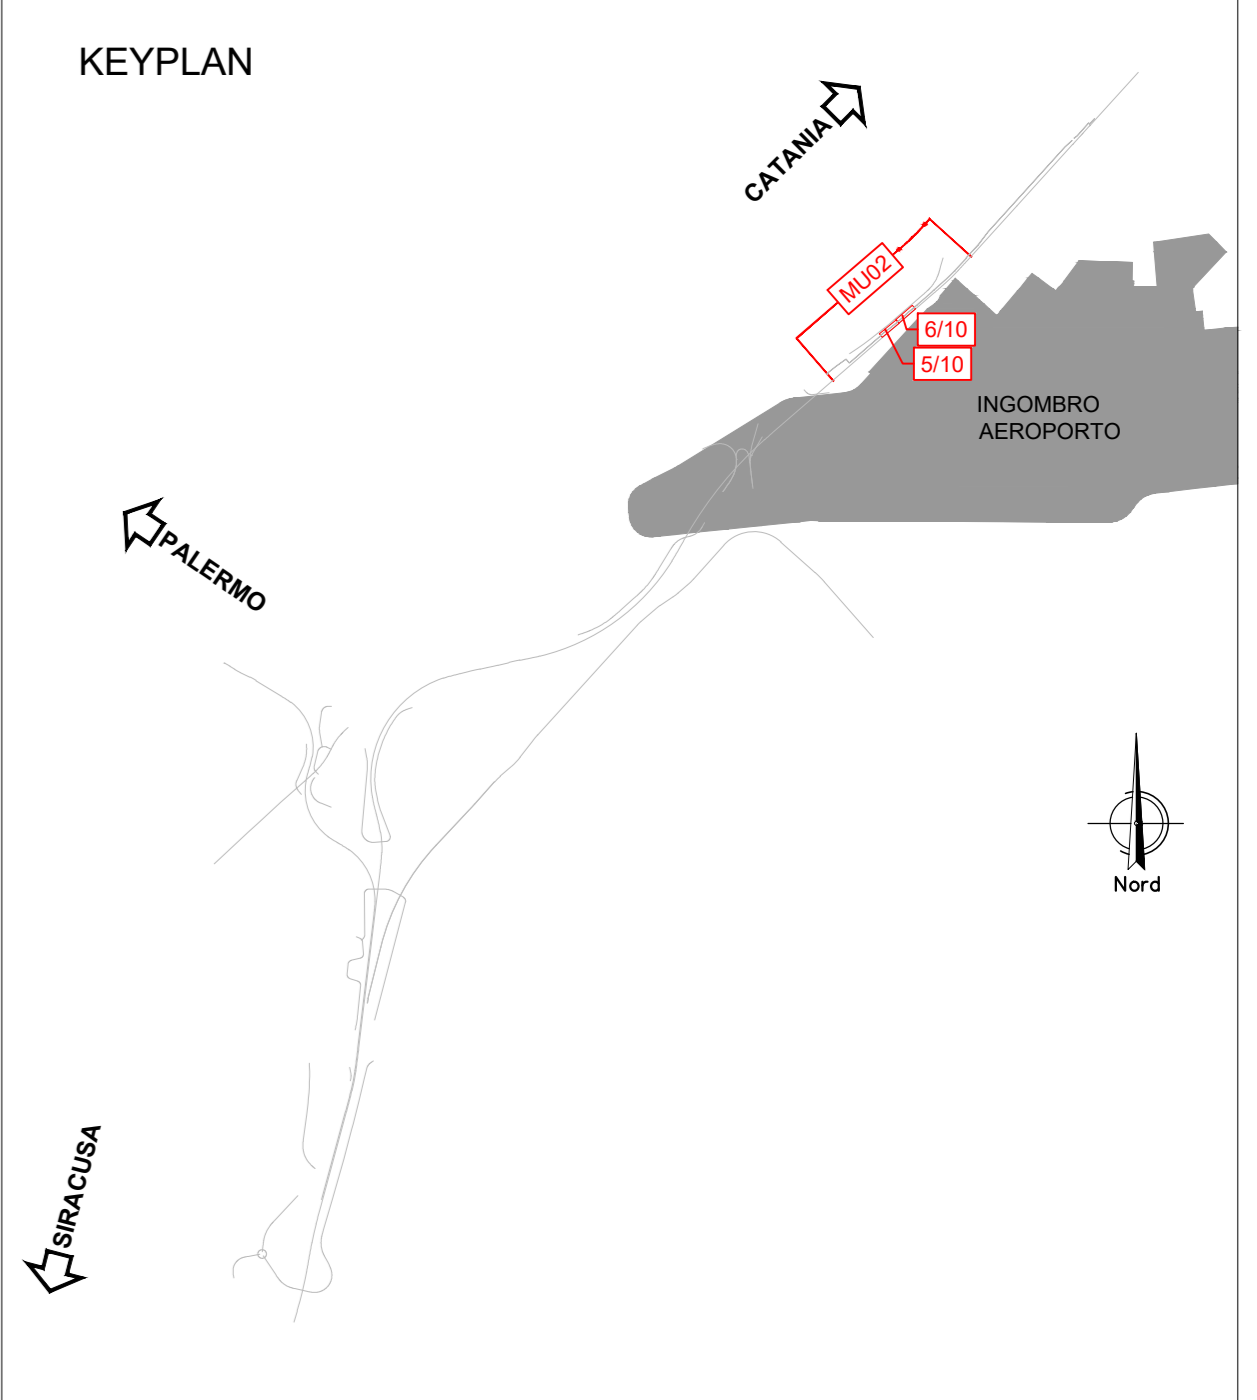 KEYPLAN
CATANIA
MU02
6/10
5/10
INGOMBRO
AEROPORTO
PALERMO
Nord
SIRACUSA